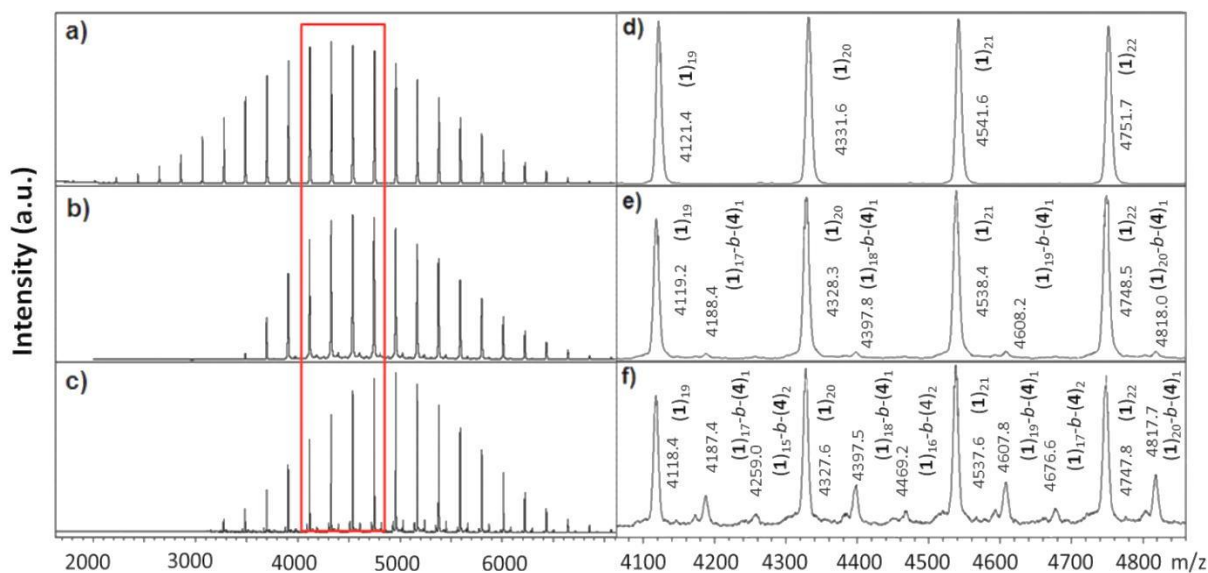 Intensity (a.u.)
a)
b)
c)
2000 3000 4000 5000 6000
d)
4121.4 (1)19
4331.6 (1)20
4541.6 (1)21
4751.7 (1)22
e)
4119.2 (1)19
4188.4 (1)17-b-(4)1
4328.3 (1)20
4397.8 (1)18-b-(4)1
4538.4 (1)21
4608.2 (1)19-b-(4)1
4748.5 (1)22
4818.0 (1)20-b-(4)1
f)
4118.4 (1)19
4187.4 (1)17-b-(4)1
4259.0 (1)15-b-(4)2
4327.6 (1)20
4397.5 (1)18-b-(4)1
4469.2 (1)16-b-(4)2
4537.6 (1)21
4607.8 (1)19-b-(4)1
4676.6 (1)17-b-(4)2
4747.8 (1)22
4817.7 (1)20-b-(4)1
4100 4200 4300 4400 4500 4600 4700 4800 m/z